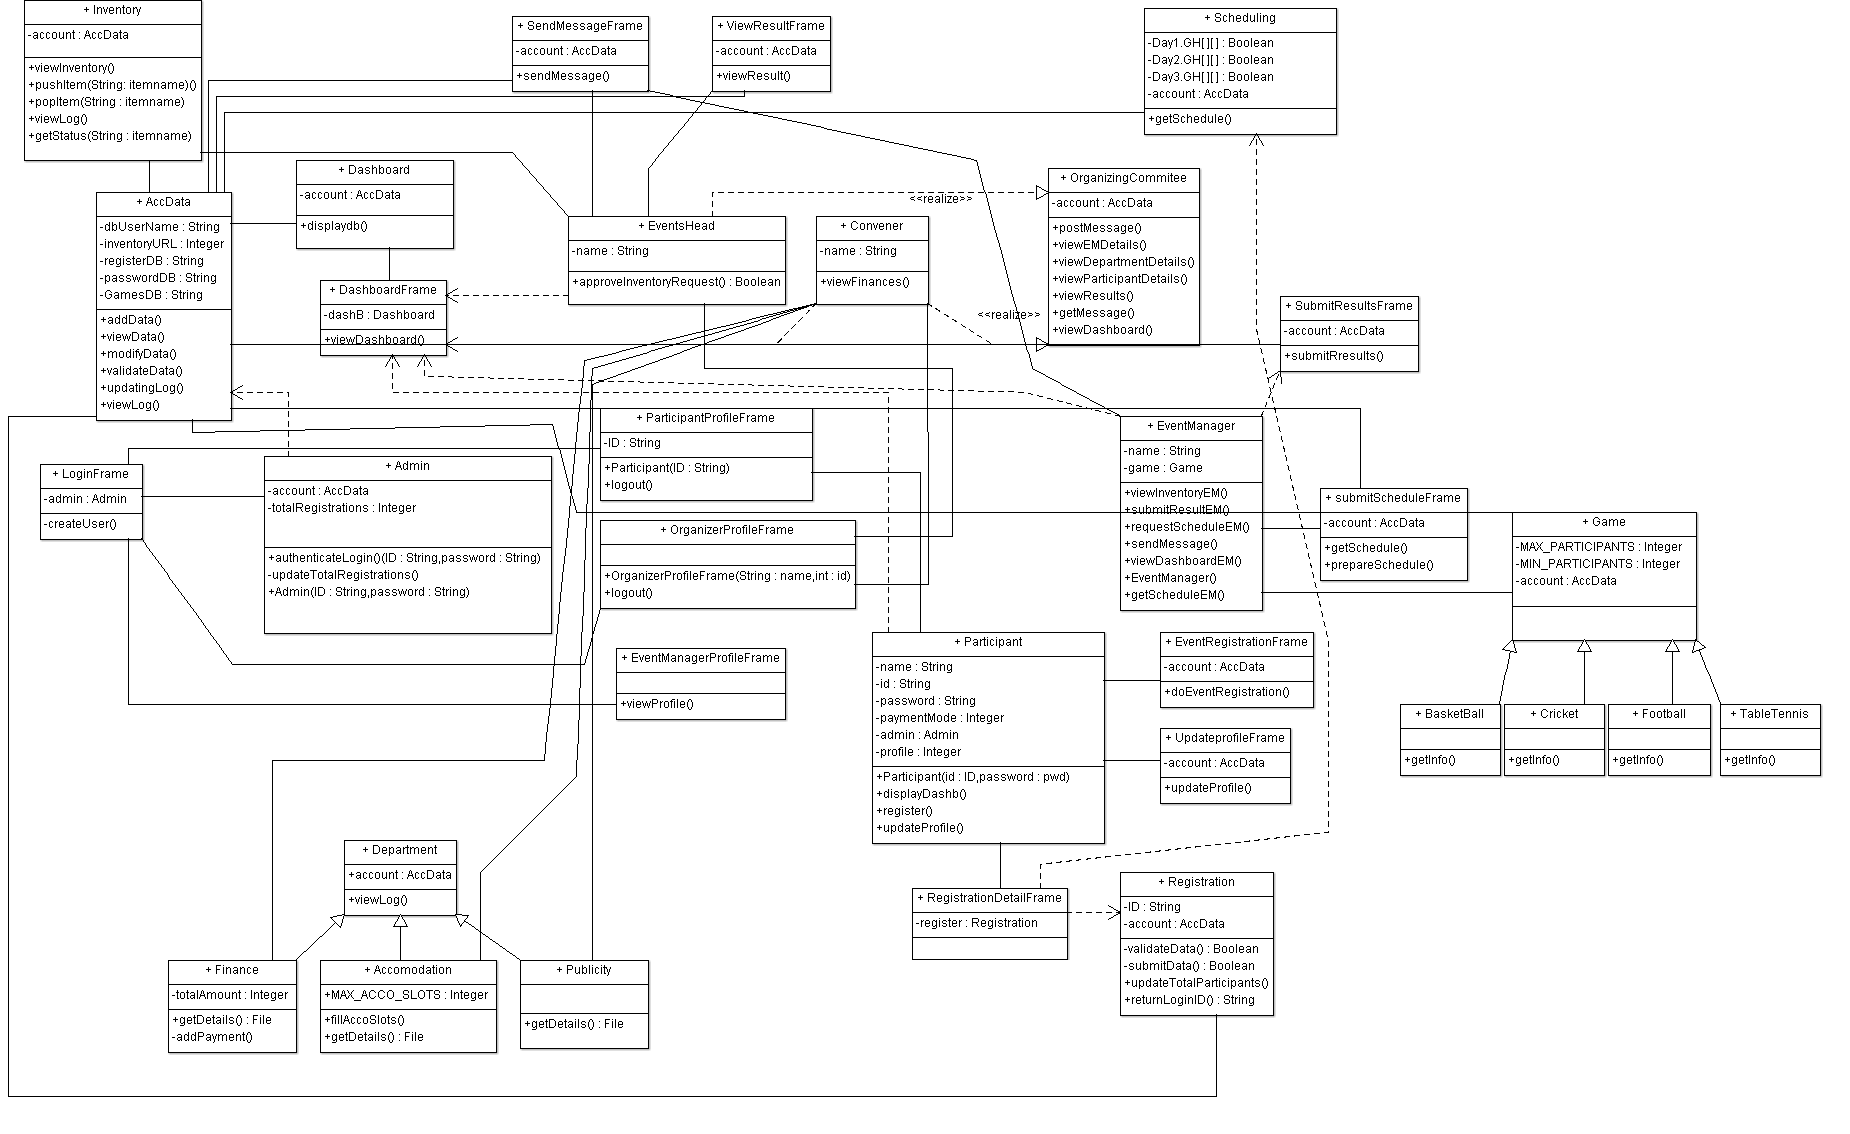 + Inventory
-account : AccData
+viewInventory()
+pushItem(String: itemname)()
+popItem(String : itemname)
+viewLog()
+getStatus(String : itemname)
+ SendMessageFrame
-account : AccData
+sendMessage()
+ ViewResultFrame
-account : AccData
+viewResult()
+ Scheduling
-Day1.GH[][] : Boolean
-Day2.GH[][] : Boolean
-Day3.GH[][] : Boolean
-account : AccData
+getSchedule()
+ AccData
-dbUserName : String
-inventoryURL : Integer
-registerDB : String
-passwordDB : String
-GamesDB : String
+addData()
+viewData()
+modifyData()
+validateData()
+updatingLog()
+viewLog()
+ Dashboard
-account : AccData
+displaydb()
+ DashboardFrame
-dashB : Dashboard
+viewDashboard()
+ EventsHead
-name : String
+approveInventoryRequest() : Boolean
+ Convener
-name : String
+viewFinances()
<<realize>>
<<realize>>
+ OrganizingCommitee
-account : AccData
+postMessage()
+viewEMDetails()
+viewDepartmentDetails()
+viewParticipantDetails()
+viewResults()
+getMessage()
+viewDashboard()
+ SubmitResultsFrame
-account : AccData
+submitRresults()
+ LoginFrame
-admin : Admin
-createUser()
+ Admin
-account : AccData
-totalRegistrations : Integer
+authenticateLogin()(ID : String,password : String)
-updateTotalRegistrations()
+Admin(ID : String,password : String)
+ ParticipantProfileFrame
-ID : String
+Participant(ID : String)
+logout()
+ OrganizerProfileFrame
+OrganizerProfileFrame(String : name,int : id)
+logout()
+ EventManagerProfileFrame
+viewProfile()
+ EventManager
-name : String
-game : Game
+viewInventoryEM()
+submitResultEM()
+requestScheduleEM()
+sendMessage()
+viewDashboardEM()
+EventManager()
+getScheduleEM()
+ submitScheduleFrame
-account : AccData
+getSchedule()
+prepareSchedule()
+ Game
-MAX_PARTICIPANTS : Integer
-MIN_PARTICIPANTS : Integer
-account : AccData
+ Participant
-name : String
-id : String
-password : String
-paymentMode : Integer
-admin : Admin
-profile : Integer
+Participant(id : ID,password : pwd)
+displayDashb()
+register()
+updateProfile()
+ EventRegistrationFrame
-account : AccData
+doEventRegistration()
+ UpdateprofileFrame
-account : AccData
+updateProfile()
+ BasketBall
+getInfo()
+ Cricket
+getInfo()
+ Football
+getInfo()
+ TableTennis
+getInfo()
+ Department
+account : AccData
+viewLog()
+ RegistrationDetailFrame
-register : Registration
+ Registration
-ID : String
-account : AccData
-validateData() : Boolean
-submitData() : Boolean
+updateTotalParticipants()
+returnLoginID() : String
+ Finance
-totalAmount : Integer
+getDetails() : File
-addPayment()
+ Accomodation
+MAX_ACCO_SLOTS : Integer
+fillAccoSlots()
+getDetails() : File
+ Publicity
+getDetails() : File